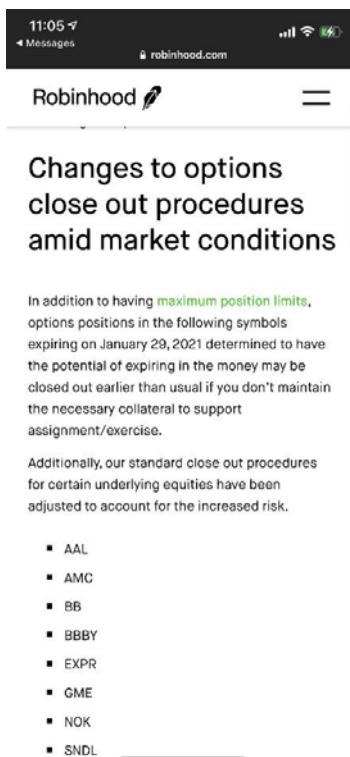 11:05
Messages
robinhood.com
Robinhood
Changes to options
close out procedures
amid market conditions
In addition to having maximum position limits,
options positions in the following symbols
expiring on January 29, 2021 determined to have
the potential of expiring in the money may be
closed out earlier than usual if you don't maintain
the necessary collateral to support
assignment/exercise.
Additionally, our standard close out procedures
for certain underlying equities have been
adjusted to account for the increased risk.
AAL
AMC
BB
BBBY
EXPR
GME
NOK
SNDL